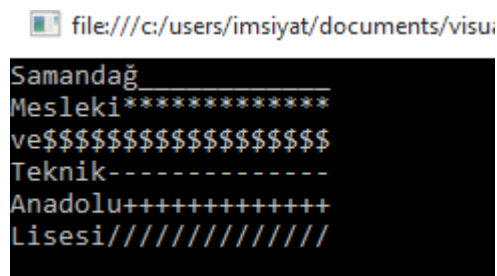 file:///c:/users/imsiyat/documents/visua
Samandağ____________
Mesleki*************
ve$$$$$$$$$$$$$$$$$$
Teknik--------------
Anadolu+++++++++++++
Lisesi//////////////